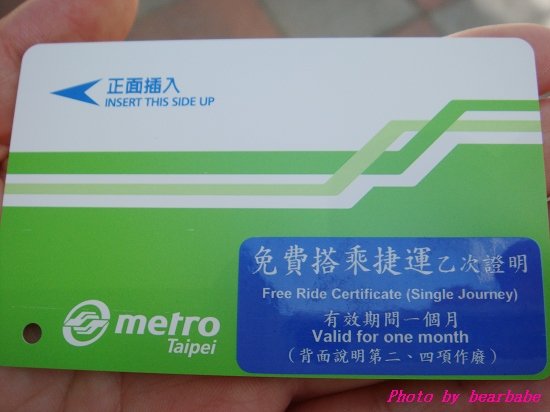 正面插入
INSERT THIS SIDE UP
免費搭乘捷運乙次證明
Free Ride Certificate (Single Journey)
有效期間一個月
Valid for one month
(背面說明第二、四項作廢)
metro
Taipei
Photo by bearbabe